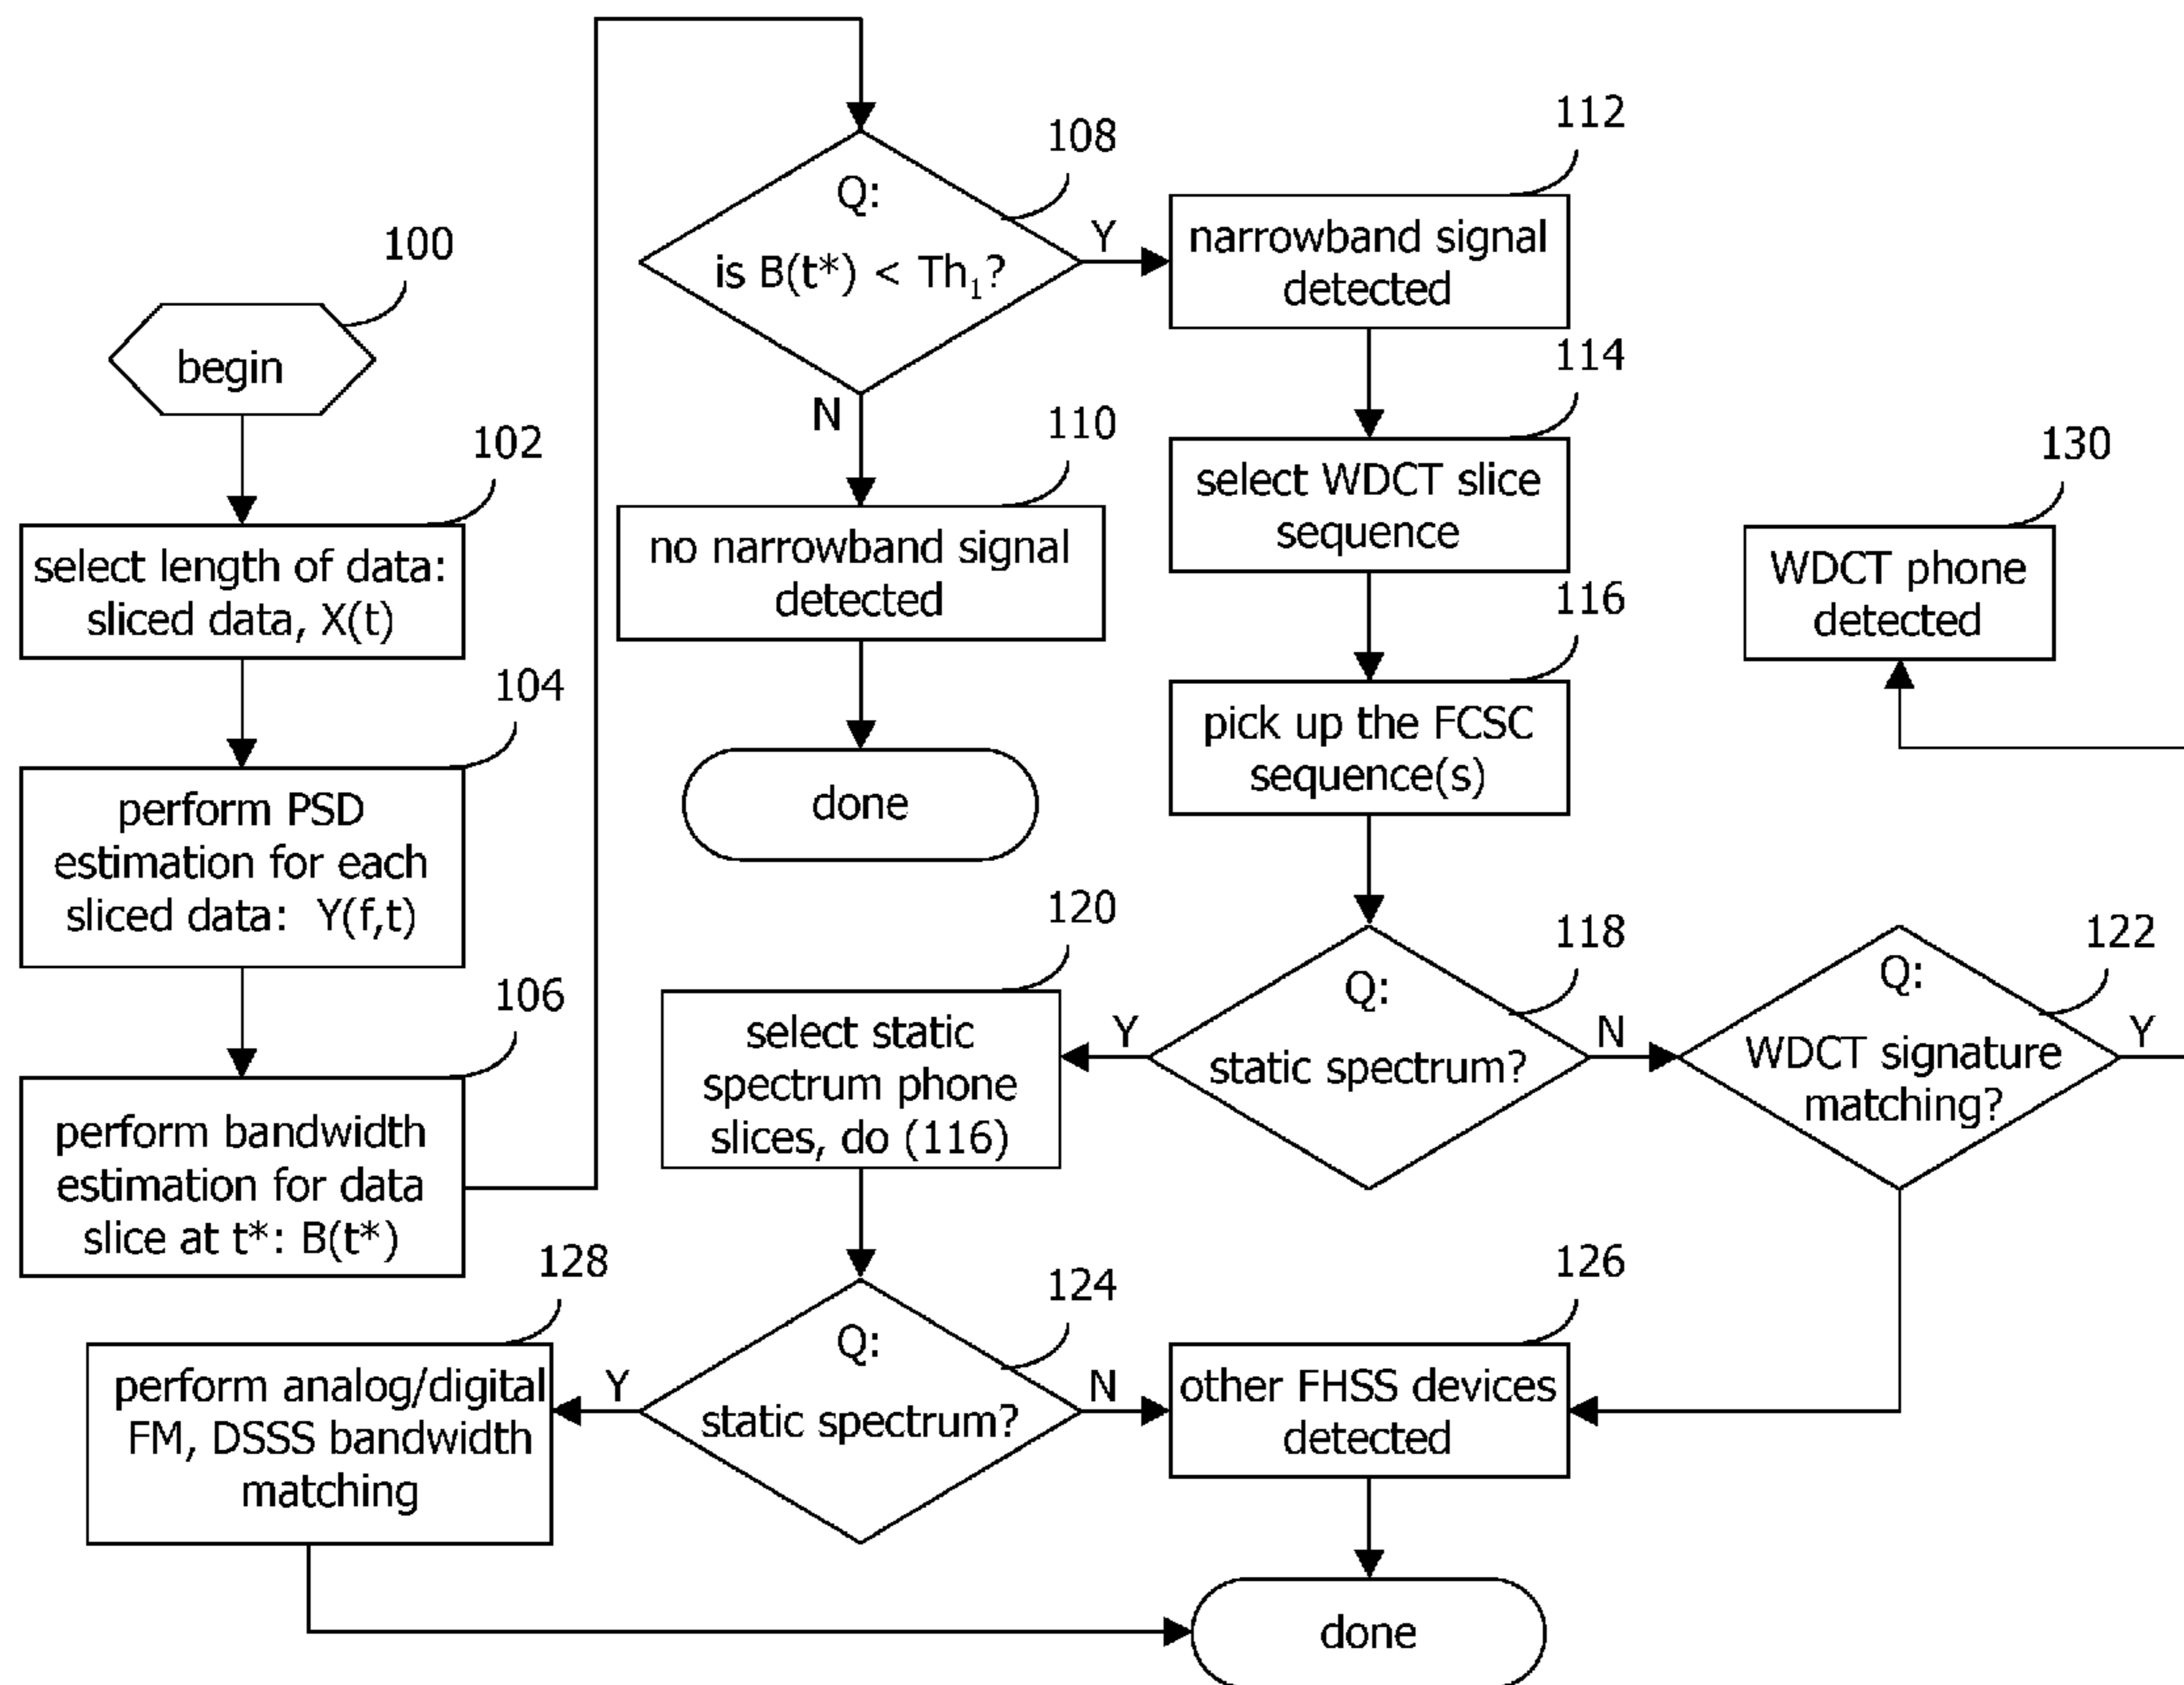 100
begin
102
select length of data:
sliced data, X(t)
104
perform PSD
estimation for each
sliced data: Y(f,t)
106
perform bandwidth
estimation for data
slice at t*: B(t*)
108
Q:
is B(t*) < Th₁?
Y
N
110
no narrowband signal
detected
done
112
narrowband signal
detected
114
select WDCT slice
sequence
116
pick up the FCSC
sequence(s)
118
Q:
static spectrum?
Y
N
120
select static
spectrum phone
slices, do (116)
122
Q:
WDCT signature
matching?
Y
130
WDCT phone
detected
124
Q:
static spectrum?
Y
N
128
perform analog/digital
FM, DSSS bandwidth
matching
126
other FHSS devices
detected
done